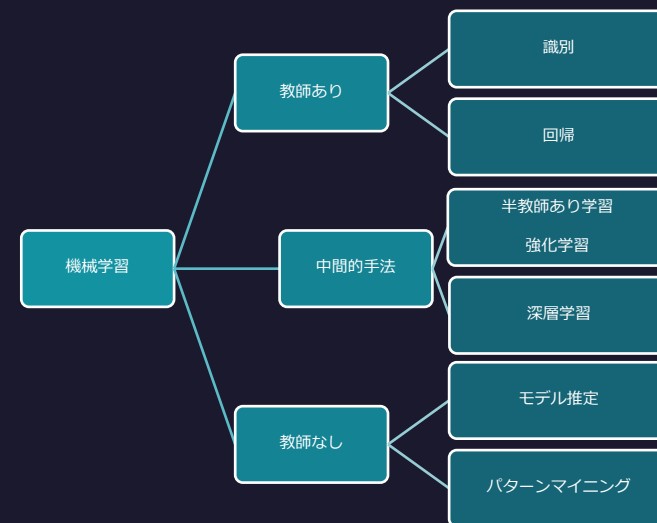 機械学習
教師あり
識別
回帰
中間的手法
半教師あり学習
強化学習
深層学習
教師なし
モデル推定
パターンマイニング